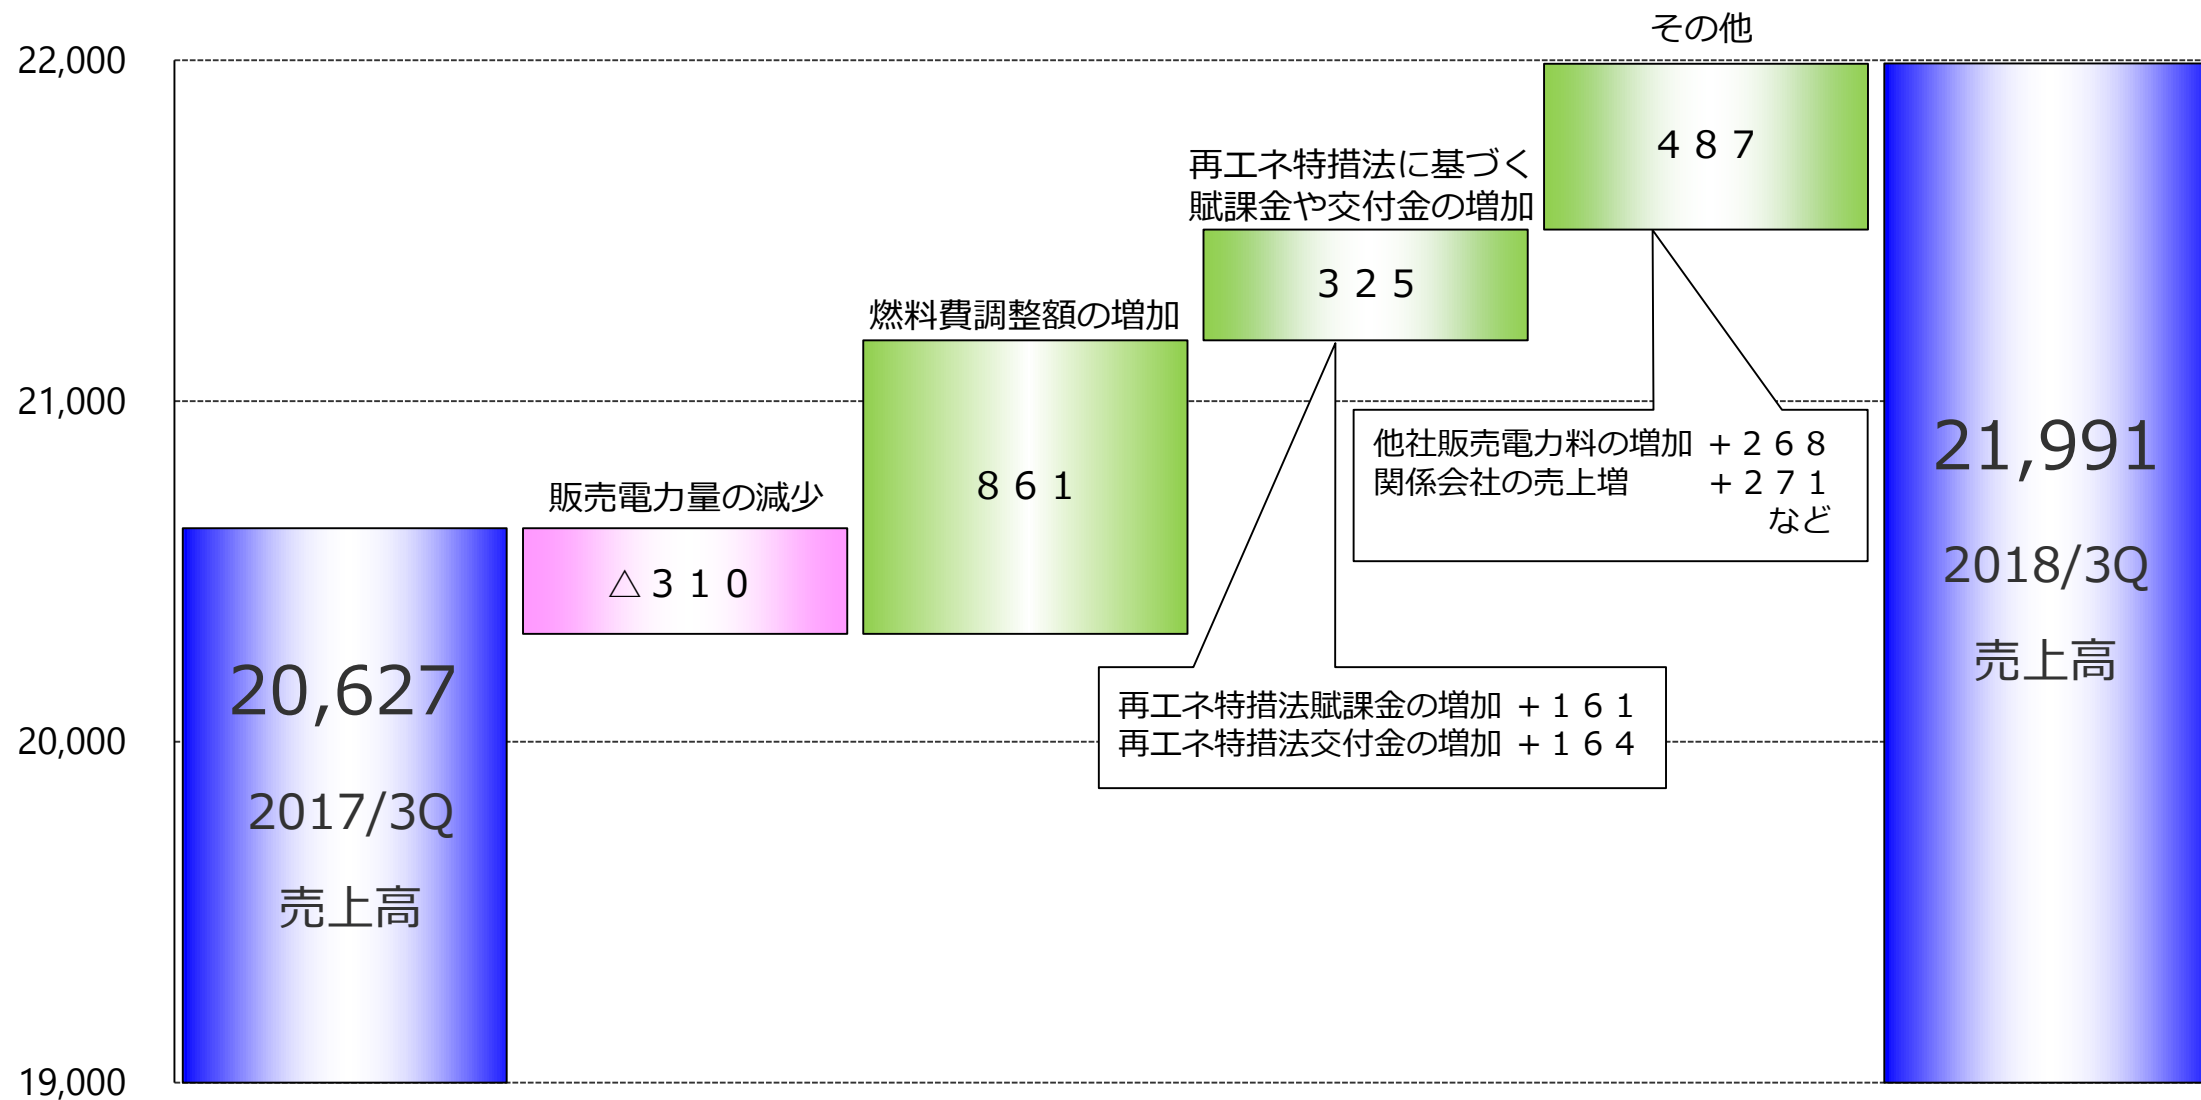 22,000
21,000
20,000
19,000
20,627
2017/3Q
売上高
販売電力量の減少
△３１０
燃料費調整額の増加
８６１
再エネ特措法に基づく
賦課金や交付金の増加
３２５
再エネ特措法賦課金の増加 ＋１６１
再エネ特措法交付金の増加 ＋１６４
その他
４８７
他社販売電力料の増加 ＋２６８
関係会社の売上増 ＋２７１
など
21,991
2018/3Q
売上高